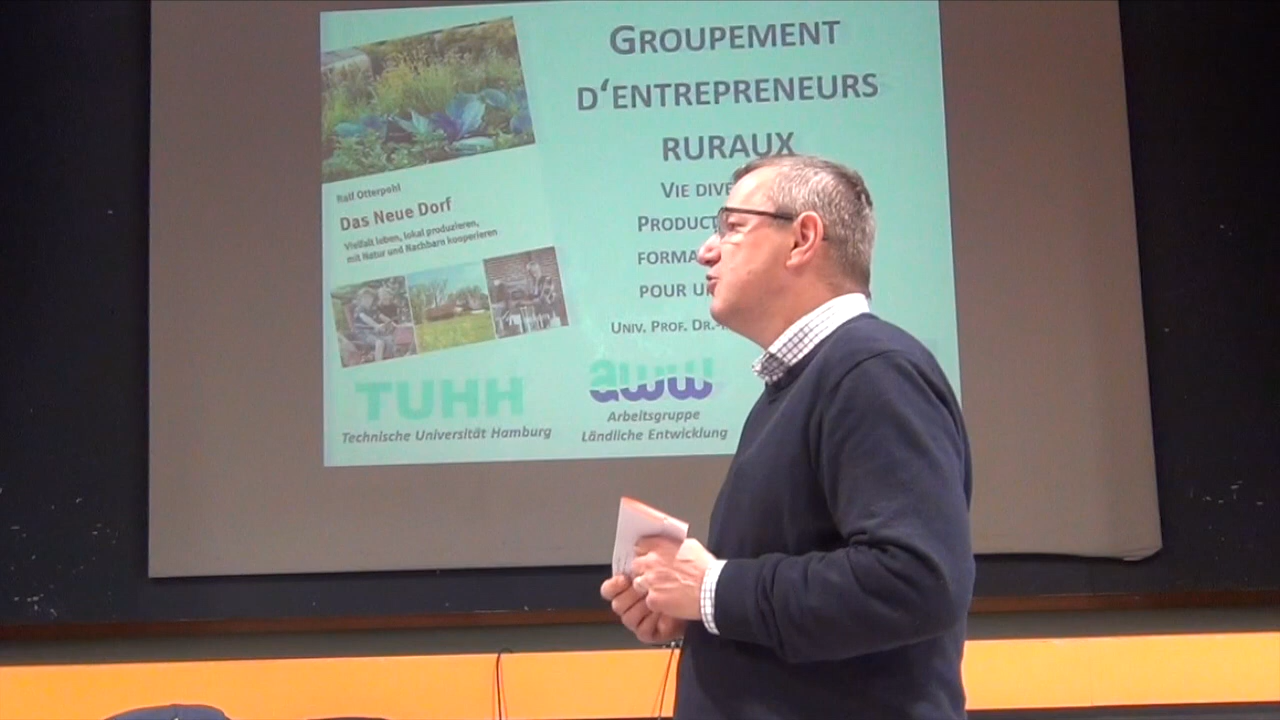 GROUPEMENT
D'ENTREPRENEURS
RURAUX
VIE
PRODUCT
FORMA
POUR
UNIV. PROF. DR.-
Ralf Otterpohl
Das Neue Dorf
Vielfalt leben, lokal produzieren,
mit Natur und Nachbarn kooperieren
TUHH
Technische Universität Hamburg
aww
Arbeitsgruppe
Ländliche Entwicklung